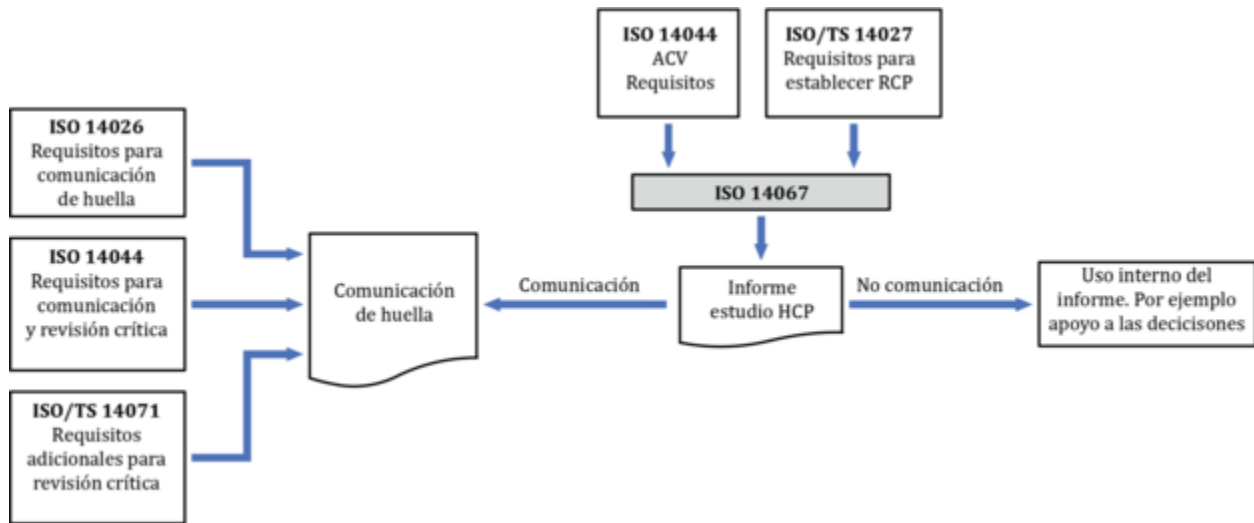 ISO 14044
ACV
Requisitos
ISO/TS 14027
Requisitos para
establecer RCP
ISO 14026
Requisitos para
comunicación
de huella
ISO 14067
ISO 14044
Requisitos para
comunicación
y revisión crítica
Comunicación
de huella
Comunicación
Informe
estudio HCP
No comunicación
Uso interno del
informe. Por ejemplo
apoyo a las decicisones
ISO/TS 14071
Requisitos
adicionales para
revisión crítica